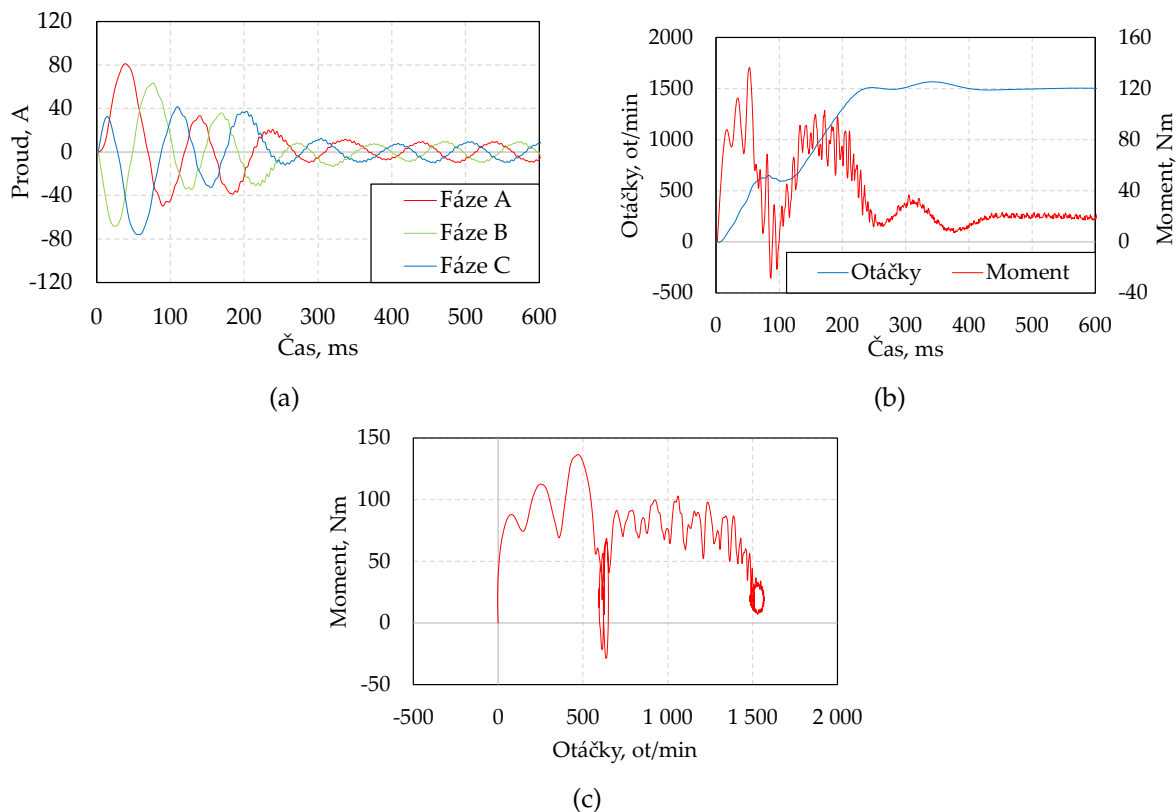 120
80
40
0
-40
-80
-120
Proud, A
Fáze A
Fáze B
Fáze C
0 100 200 300 400 500 600
Čas, ms
(a)
2000
1500
1000
500
0
-500
Otáčky, ot/min
160
120
80
40
0
-40
Moment, Nm
Otáčky Moment
0 100 200 300 400 500 600
Čas, ms
(b)
150
100
50
0
-50
Moment, Nm
-500 0 500 1 000 1 500 2 000
Otáčky, ot/min
(c)